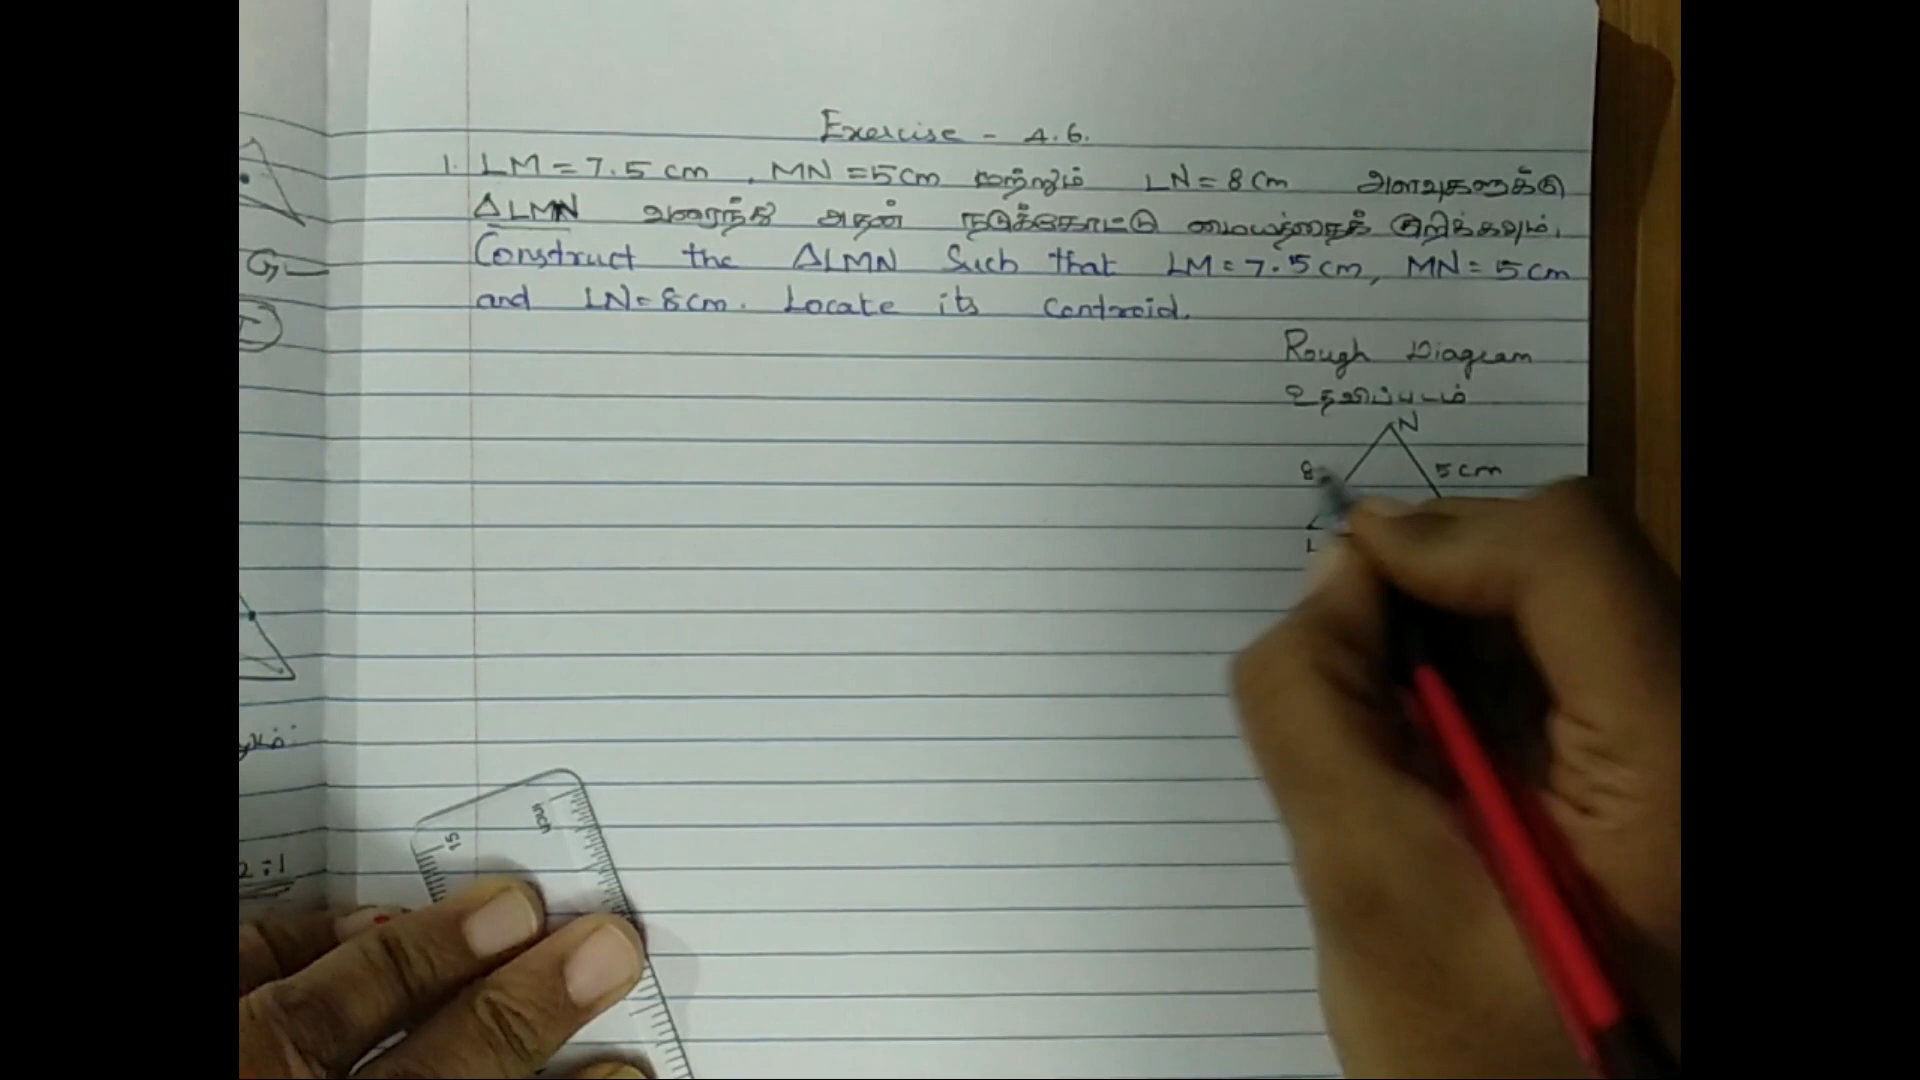 Exercise - 4.6.
1. LM = 7.5 cm, MN = 5cm மற்றும் LN = 8 cm அளவுகளுக்கு
ΔLMN வரைந்து அதன் நடுக்கோட்டு மையத்தைக் குறிக்கவும்.
Construct the ΔLMN Such that LM = 7.5 cm, MN = 5 cm
and LN = 8 cm. Locate its Centroid.
Rough Diagram
உதவிப்படம்
N
8
5 cm
L
G
I
2:1
inch
15